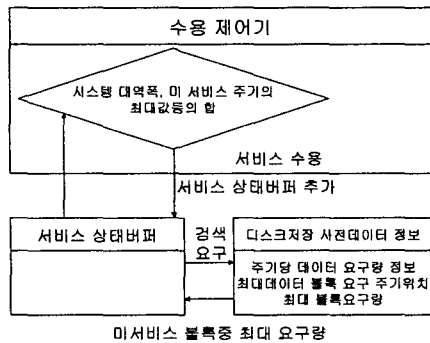 수용 제어기
시스템 대역폭, 미 서비스 주기의
최대값들의 합
서비스 수용
서비스 상태버퍼 추가
서비스 상태버퍼
검색
요구
디스크저장 사전데이터 정보
주기당 데이터 요구량 정보
최대데이터 블록 요구 주기위치
최대 블록요구량
미서비스 블록중 최대 요구량